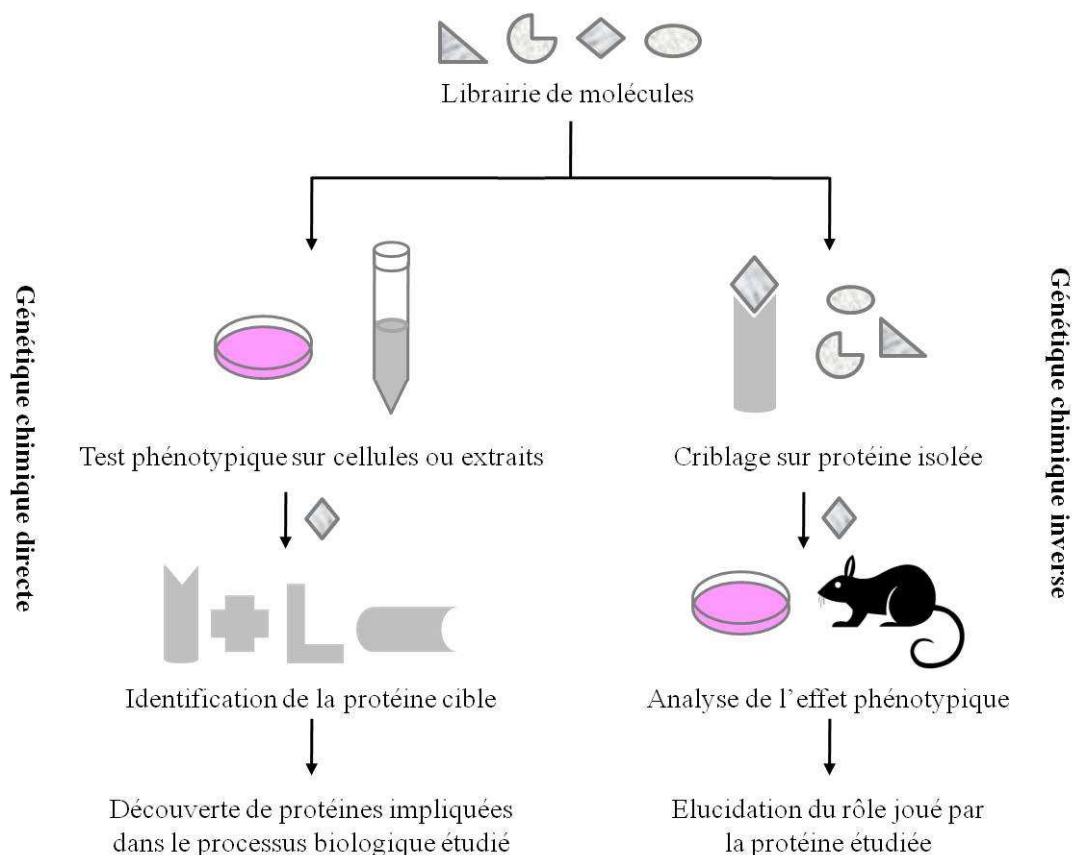 Librairie de molécules
Génétique chimique directe
Test phénotypique sur cellules ou extraits
Identification de la protéine cible
Découverte de protéines impliquées
dans le processus biologique étudié
Criblage sur protéine isolée
Analyse de l’effet phénotypique
Elucidation du rôle joué par
la protéine étudiée
Génétique chimique inverse